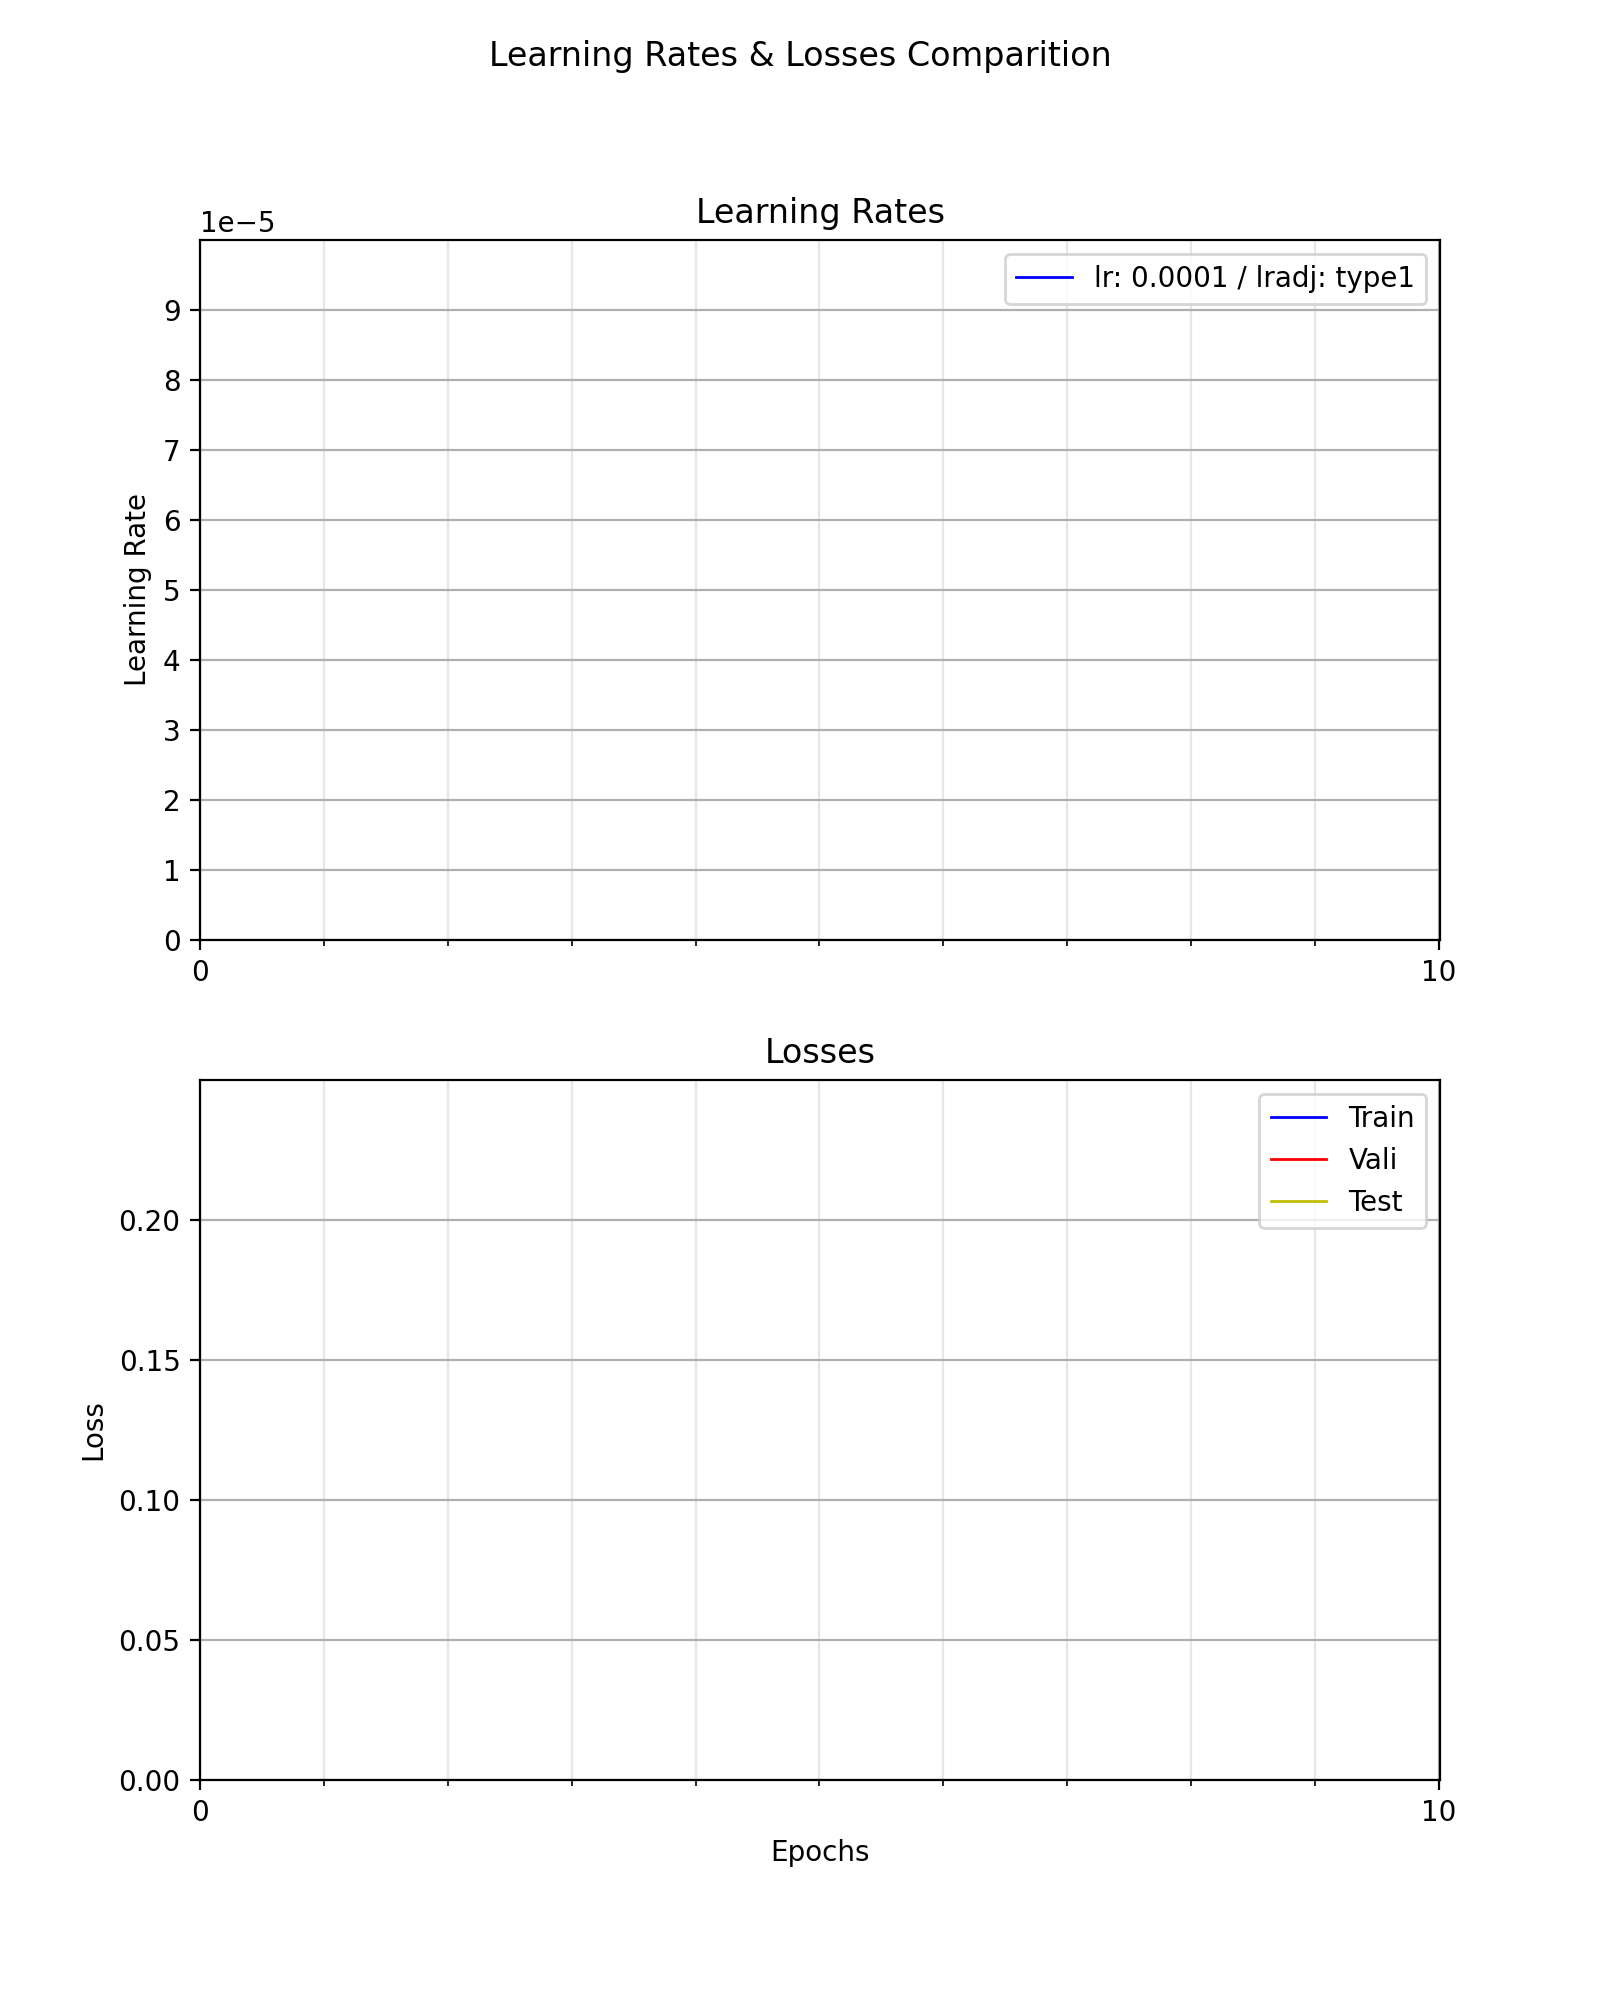 Learning Rates & Losses Comparition
Learning Rates
1e−5
lr: 0.0001 / lradj: type1
9
8
7
6
5
4
3
2
1
0
Learning Rate
0 10
Losses
Train
Vali
Test
0.20
0.15
0.10
0.05
0.00
Loss
0 10
Epochs